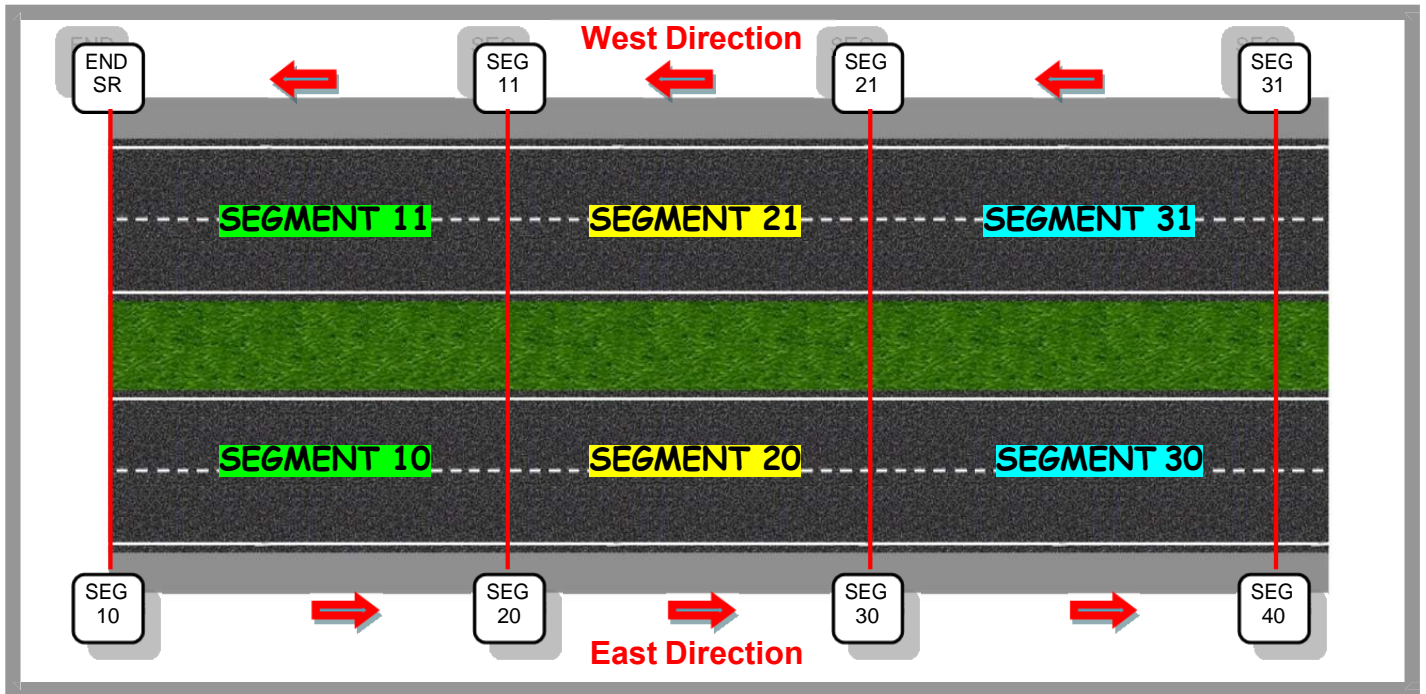 West Direction
END
SR
SEG
11
SEG
21
SEG
31
SEGMENT 11
SEGMENT 21
SEGMENT 31
SEGMENT 10
SEGMENT 20
SEGMENT 30
SEG
10
SEG
20
SEG
30
SEG
40
East Direction